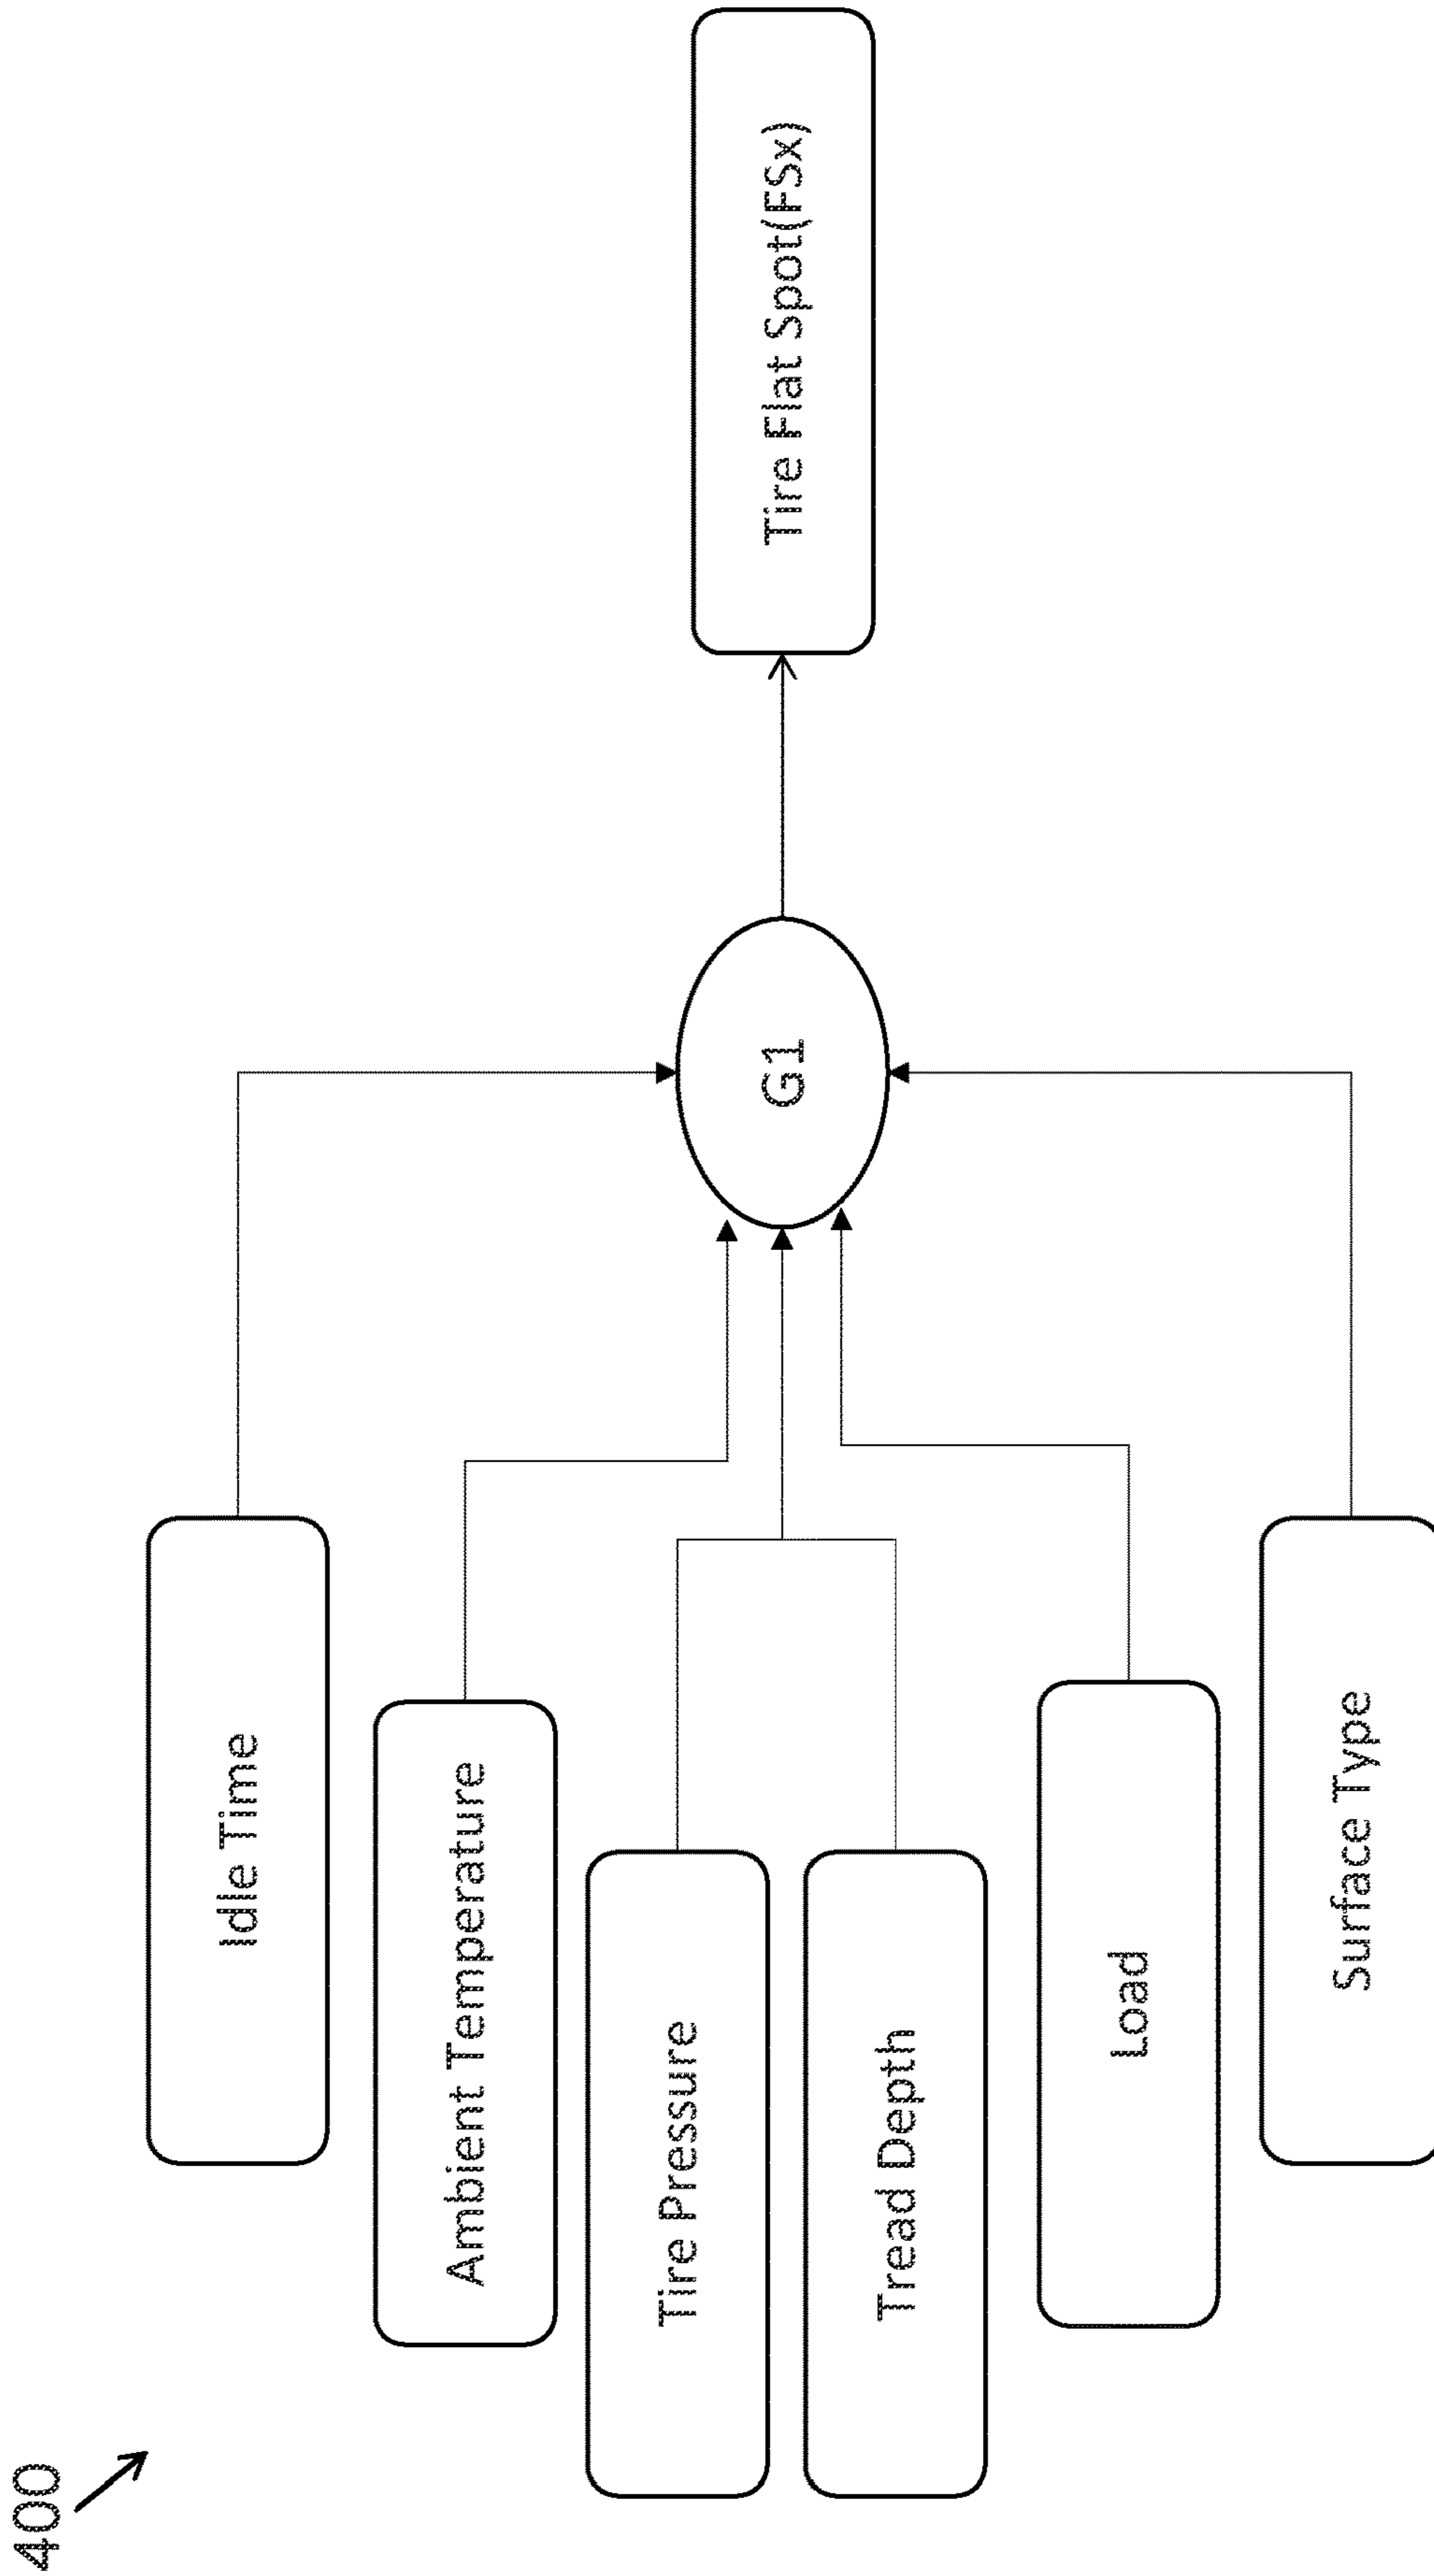 400
Idle Time
Ambient Temperature
Tire Pressure
Tread Depth
Load
Surface Type
G1
Tire Flat Spot(FSx)